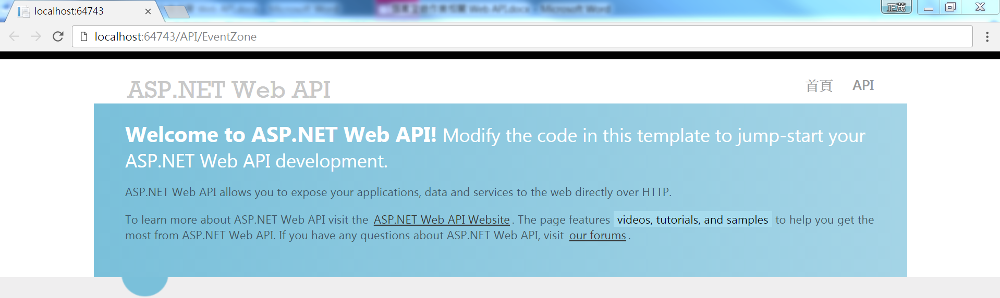 localhost:64743
正茂
localhost:64743/API/EventZone
ASP.NET Web API
首頁 API
Welcome to ASP.NET Web API! Modify the code in this template to jump-start your
ASP.NET Web API development.
ASP.NET Web API allows you to expose your applications, data and services to the web directly over HTTP.
To learn more about ASP.NET Web API visit the ASP.NET Web API Website. The page features videos, tutorials, and samples to help you get the
most from ASP.NET Web API. If you have any questions about ASP.NET Web API, visit our forums.